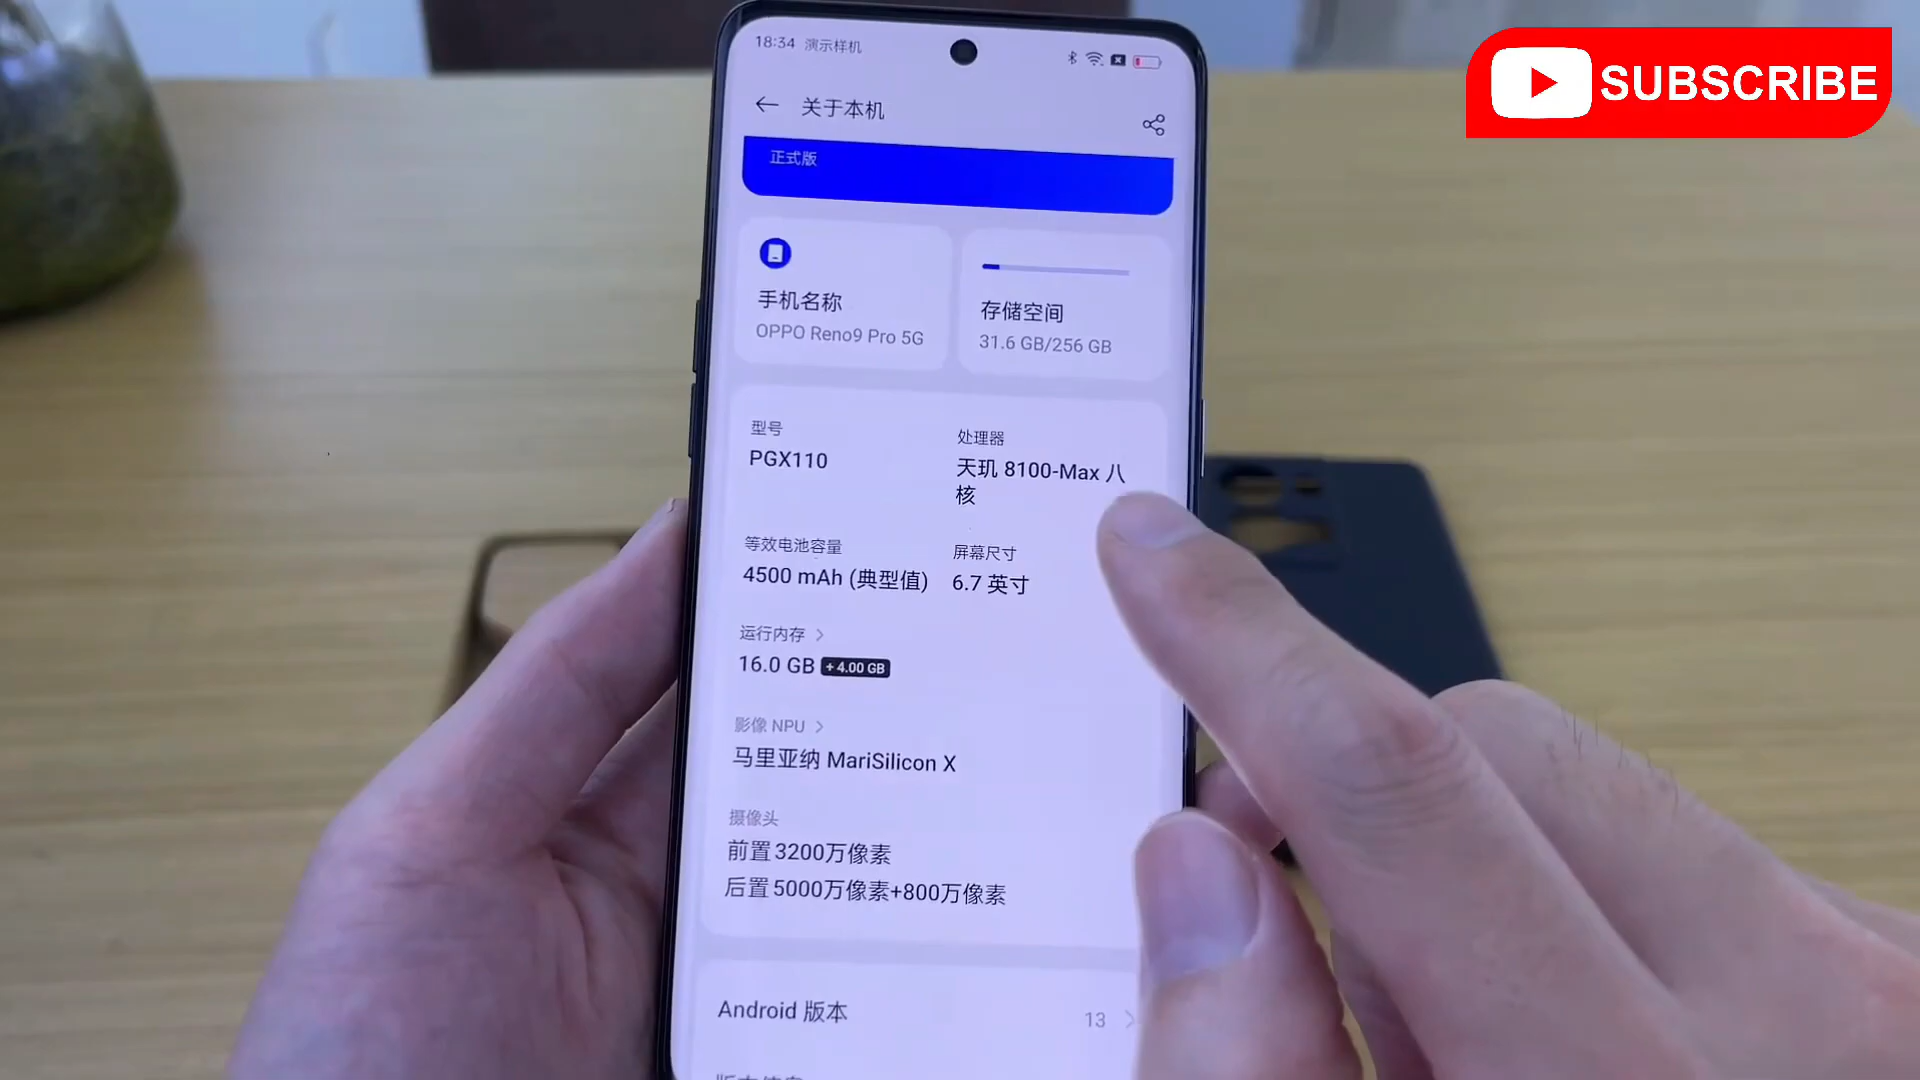 18:34 演示样机
SUBSCRIBE
关于本机
正式版
手机名称
OPPO Reno9 Pro 5G
存储空间
31.6 GB/256 GB
型号
PGX110
处理器
天玑 8100-Max 八
核
等效电池容量
4500 mAh (典型值)
屏幕尺寸
6.7 英寸
运行内存 >
16.0 GB + 4.00 GB
影像 NPU >
马里亚纳 MariSilicon X
摄像头
前置3200万像素
后置5000万像素+800万像素
Android 版本 13 >